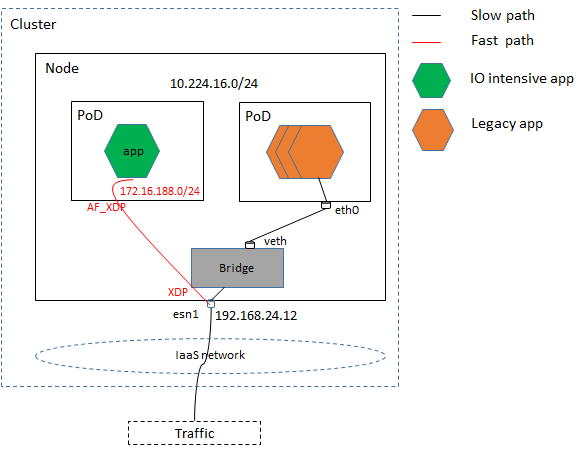 Cluster
Slow path
Fast path
IO intensive app
Legacy app
Node
10.224.16.0/24
PoD
PoD
app
172.16.188.0/24
AF_XDP
eth0
veth
Bridge
XDP
esn1
192.168.24.12
IaaS network
Traffic